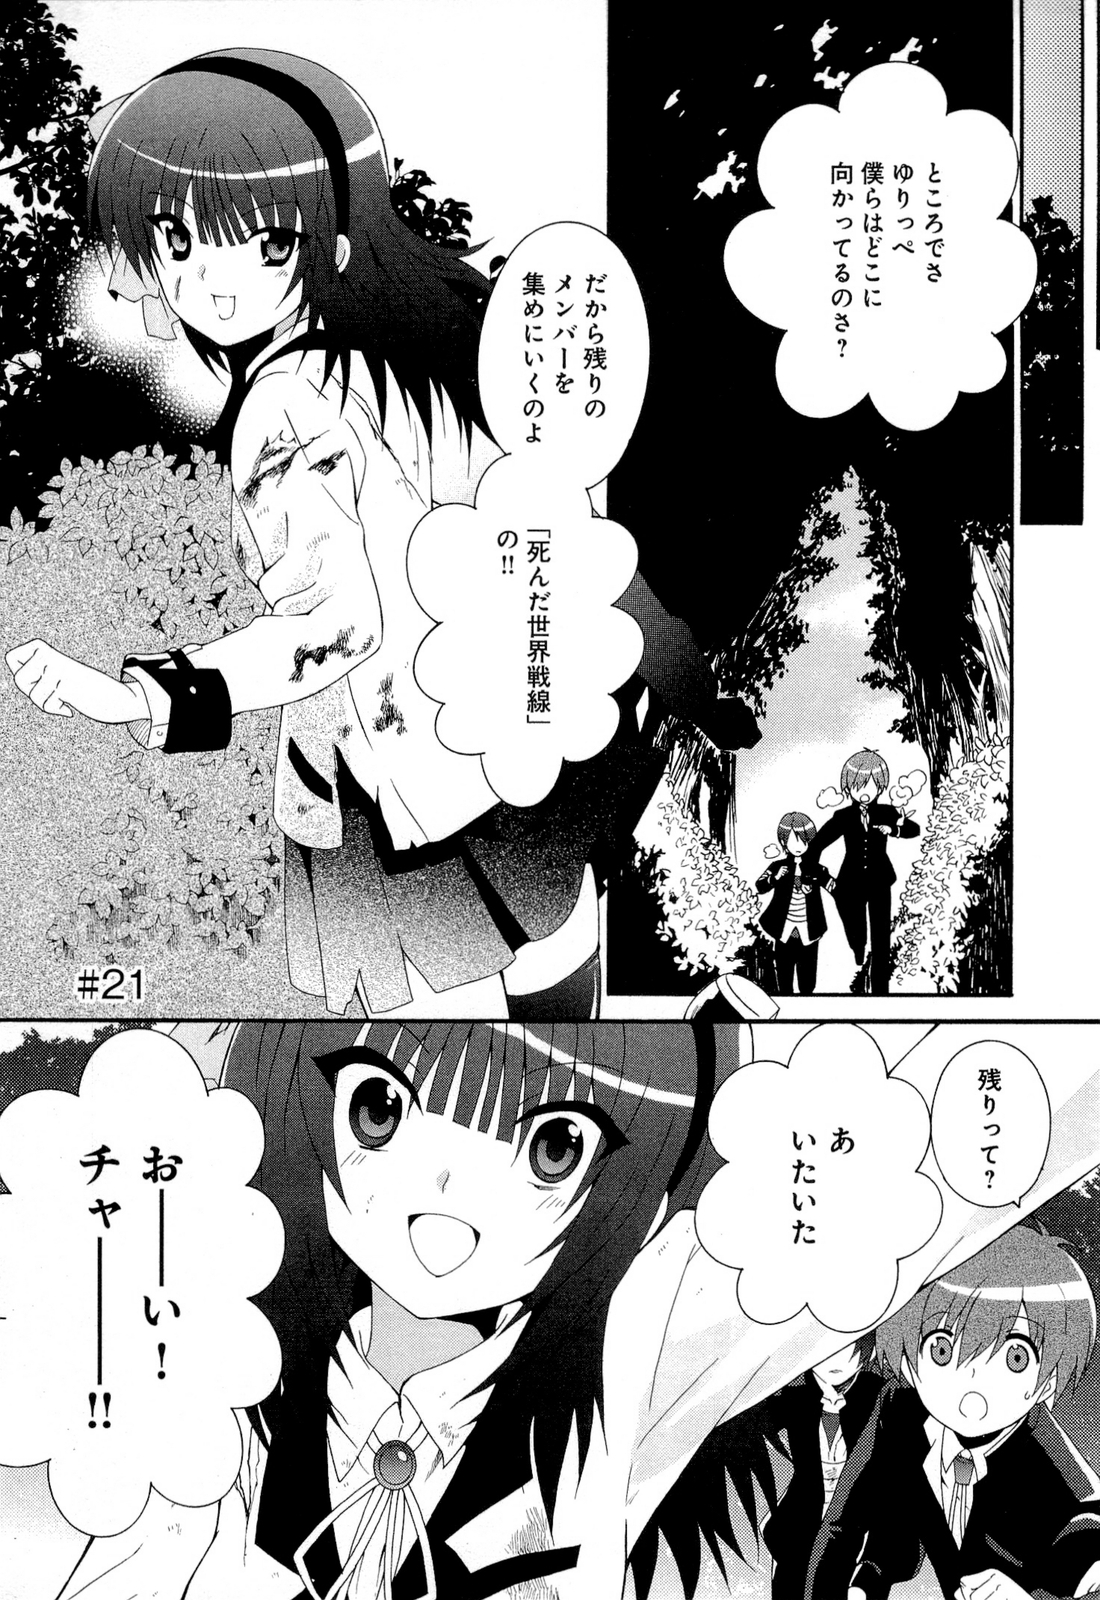 ところでさ
ゆりっぺ
僕らはどこに
向かってるのさ?
だから残りの
メンバーを
集めにいくのよ
「死んだ世界戦線」
の!!
#21
残りって?
あ
いたいた
おーーい!
チャーーー!!